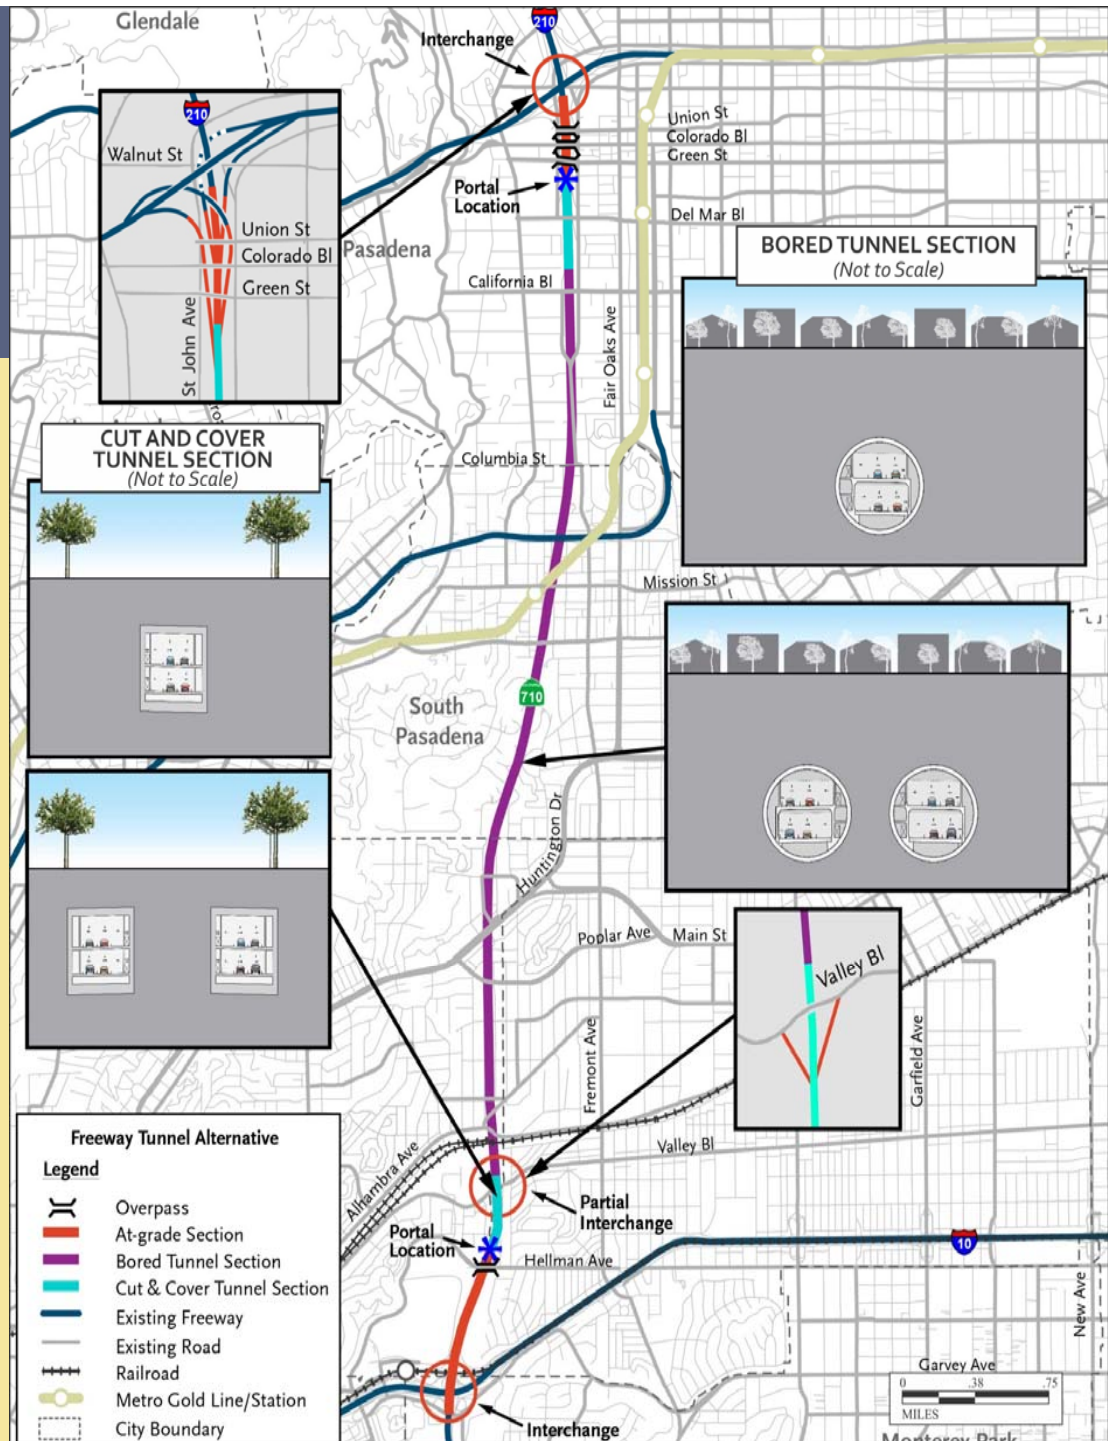 Glendale
210
Interchange
Union St
Colorado Bl
Green St
Portal
Location
Del Mar Bl
210
Walnut St
Union St
Colorado Bl
Green St
St John Ave
Pasadena
BORED TUNNEL SECTION
(Not to Scale)
California Bl
Fair Oaks Ave
CUT AND COVER
TUNNEL SECTION
(Not to Scale)
Columbia St
Mission St
710
South
Pasadena
Huntington Dr
Poplar Ave
Main St
Valley Bl
Fremont Ave
Garfield Ave
Alhambra Ave
Valley Bl
Partial
Interchange
Portal
Location
Hellman Ave
10
New Ave
Garvey Ave
0 .38 .75
MILES
Monterey Park
Interchange
Freeway Tunnel Alternative
Legend
Overpass
At-grade Section
Bored Tunnel Section
Cut & Cover Tunnel Section
Existing Freeway
Existing Road
Railroad
Metro Gold Line/Station
City Boundary